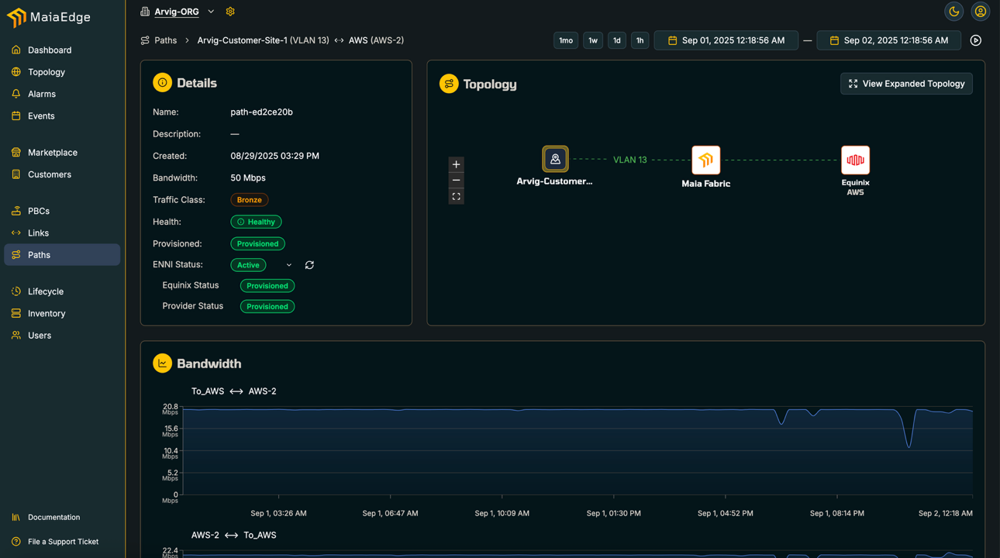 MaiaEdge
Arvig-ORG
Dashboard
Topology
Alarms
Events
Marketplace
Customers
PBCs
Links
Paths
Lifecycle
Inventory
Users
Documentation
File a Support Ticket
Paths > Arvig-Customer-Site-1 (VLAN 13) AWS (AWS-2)
1mo 1w 1d 1h Sep 01, 2025 12:18:56 AM — Sep 02, 2025 12:18:56 AM
Details
Name: path-ed2ce20b
Description: —
Created: 08/29/2025 03:29 PM
Bandwidth: 50 Mbps
Traffic Class: Bronze
Health: Healthy
Provisioned: Provisioned
ENNI Status: Active
Equinix Status Provisioned
Provider Status Provisioned
Topology
View Expanded Topology
VLAN 13
Arvig-Customer...
Maia Fabric
Equinix
AWS
Bandwidth
To_AWS AWS-2
20.8
Mbps
15.6
Mbps
10.4
Mbps
5.2
Mbps
0
Mbps
Sep 1, 03:26 AM Sep 1, 06:47 AM Sep 1, 10:09 AM Sep 1, 01:30 PM Sep 1, 04:52 PM Sep 1, 08:14 PM Sep 2, 12:18 AM
AWS-2 To_AWS
22.4
Mbps